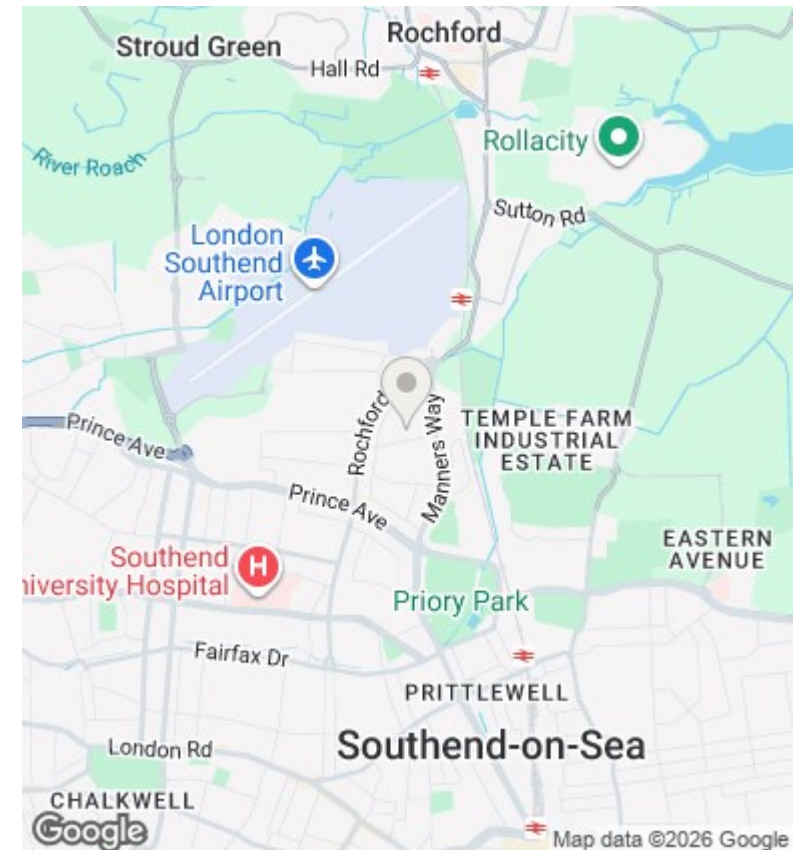 Rochford
Stroud Green
Hall Rd
Rollacity
River Roach
Sutton Rd
London
Southend
Airport
Rochford
Manners Way
TEMPLE FARM
INDUSTRIAL
ESTATE
Prince Ave
Prince Ave
EASTERN
AVENUE
Southend
niversity Hospital
H
Priory Park
Fairfax Dr
PRITTLEWELL
London Rd
Southend-on-Sea
CHALKWELL
Google
Map data ©2026 Google